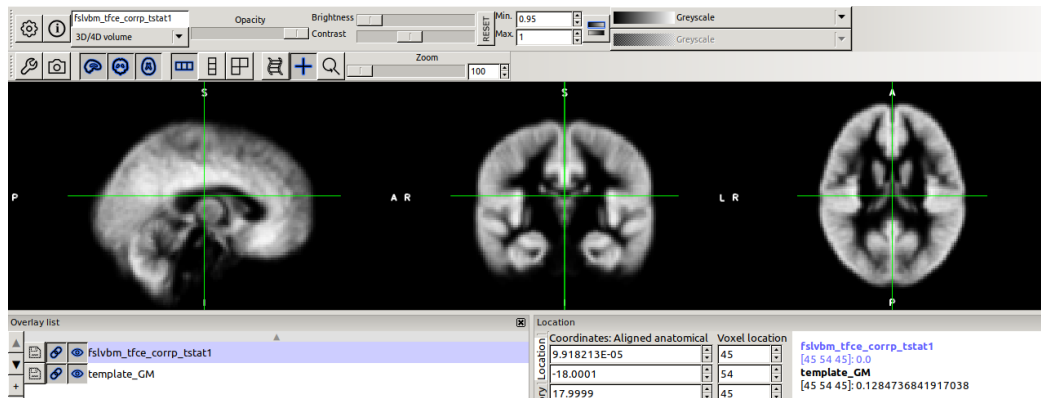 fslvbm_tfce_corrp_tstat1
3D/4D volume
Opacity
Brightness
Contrast
RESET
Min. 0.95
Max. 1
Greyscale
Greyscale
Zoom
100
S
S
A
P
A R
L R
I
I
P
Overlay list
fslvbm_tfce_corrp_tstat1
template_GM
Location
Location
Coordinates: Aligned anatomical Voxel location
9.918213E-05 45
-18.0001 54
17.9999 45
fslvbm_tfce_corrp_tstat1
[45 54 45]: 0.0
template_GM
[45 54 45]: 0.1284736841917038